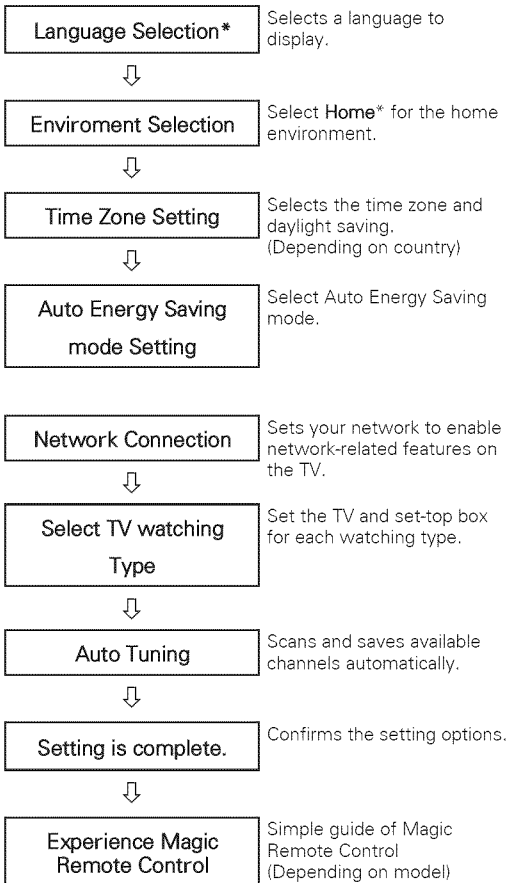 Language Selection*
Selects a language to
display.
Enviroment Selection
Select Home* for the home
environment.
Time Zone Setting
Selects the time zone and
daylight saving.
(Depending on country)
Auto Energy Saving
mode Setting
Select Auto Energy Saving
mode.
Network Connection
Sets your network to enable
network-related features on
the TV.
Select TV watching
Type
Set the TV and set-top box
for each watching type.
Auto Tuning
Scans and saves available
channels automatically.
Setting is complete.
Confirms the setting options.
Experience Magic
Remote Control
Simple guide of Magic
Remote Control
(Depending on model)